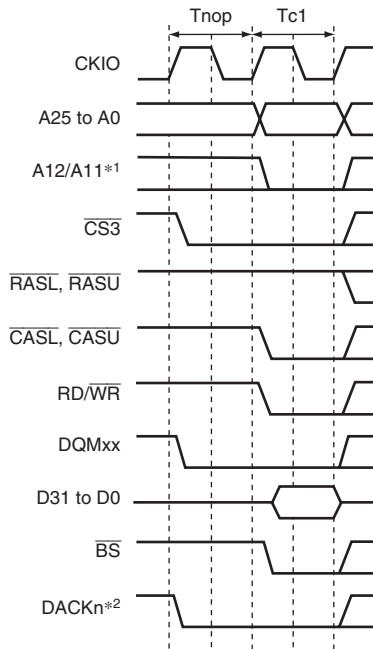 Tnop Tc1
CKIO
A25 to A0
A12/A11*1
CS3
RASL, RASU
CASL, CASU
RD/WR
DQMxx
D31 to D0
BS
DACKn*2